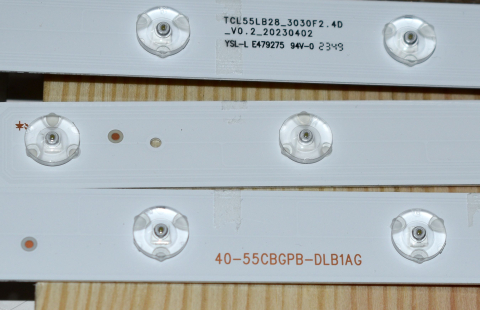 TCL55LB28_3030F2.4D
_V0.2_20230402
YSL-L E479275 94V-0 2349
40-55CBGPB-DLB1AG